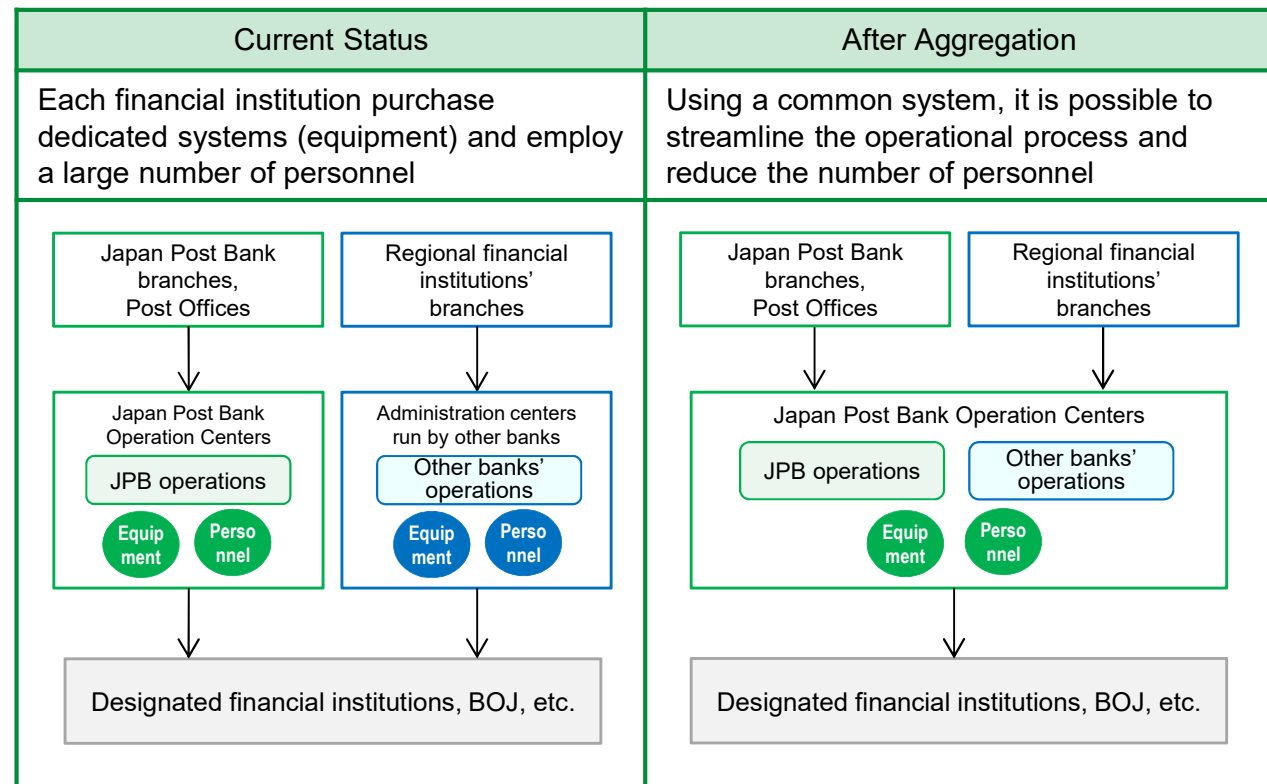 Current Status
After Aggregation
Each financial institution purchase
dedicated systems (equipment) and employ
a large number of personnel
Using a common system, it is possible to
streamline the operational process and
reduce the number of personnel
Japan Post Bank
branches,
Post Offices
Regional financial
institutions’
branches
Japan Post Bank
Operation Centers
JPB operations
Equip
ment
Perso
nnel
Administration centers
run by other banks
Other banks’
operations
Equip
ment
Perso
nnel
Designated financial institutions, BOJ, etc.
Japan Post Bank
branches,
Post Offices
Regional financial
institutions’
branches
Japan Post Bank Operation Centers
JPB operations
Other banks’
operations
Equip
ment
Perso
nnel
Designated financial institutions, BOJ, etc.